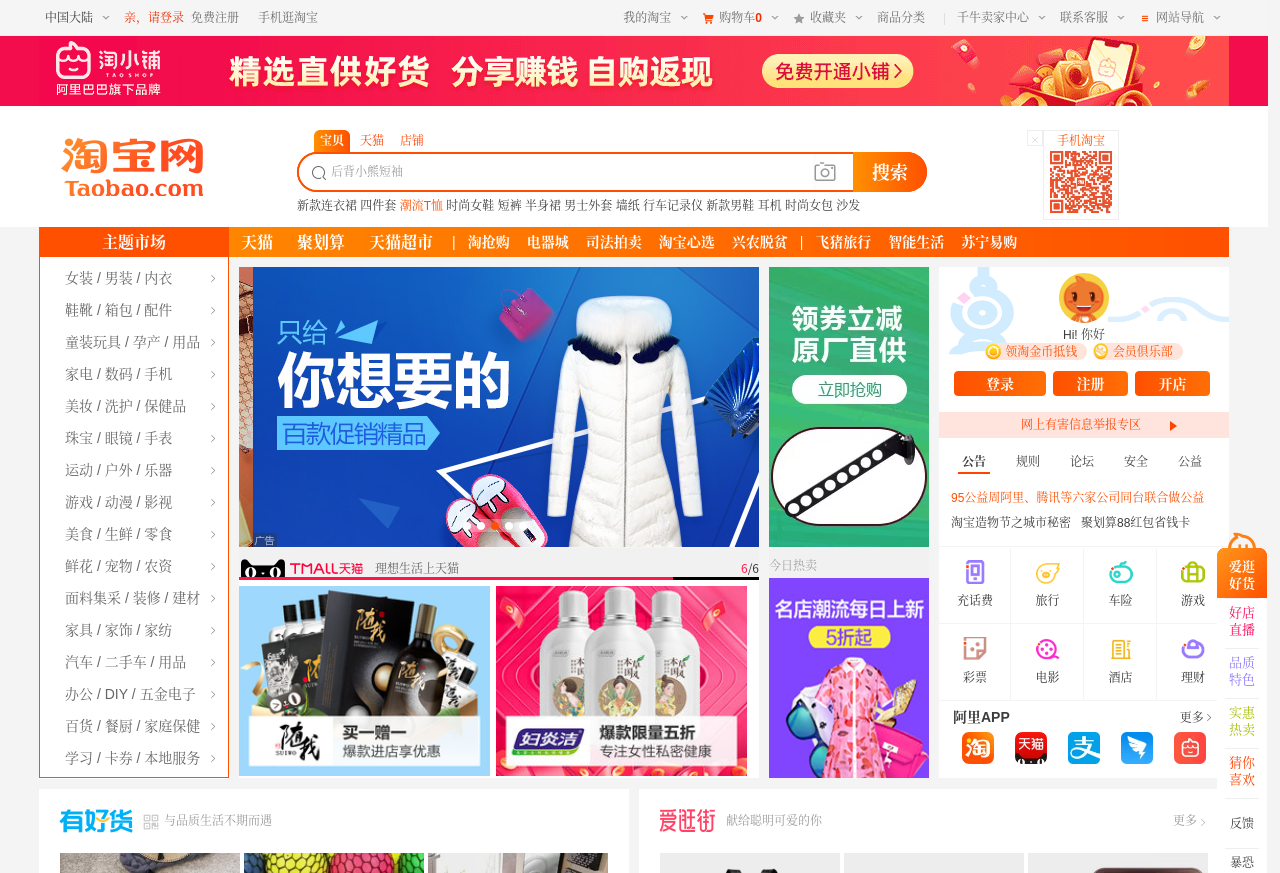 中国大陆 亲，请登录 免费注册 手机逛淘宝 我的淘宝 购物车0 收藏夹 商品分类 千牛卖家中心 联系客服 网站导航
淘小铺
TAO SHOP
阿里巴巴旗下品牌
精选直供好货 分享赚钱 自购返现 免费开通小铺
淘宝网
Taobao.com
宝贝 天猫 店铺
后背小熊短袖
搜索
新款连衣裙 四件套 潮流T恤 时尚女鞋 短裤 半身裙 男士外套 墙纸 行车记录仪 新款男鞋 耳机 时尚女包 沙发
手机淘宝
主题市场 天猫 聚划算 天猫超市 | 淘抢购 电器城 司法拍卖 淘宝心选 兴农脱贫 | 飞猪旅行 智能生活 苏宁易购
女装 / 男装 / 内衣
鞋靴 / 箱包 / 配件
童装玩具 / 孕产 / 用品
家电 / 数码 / 手机
美妆 / 洗护 / 保健品
珠宝 / 眼镜 / 手表
运动 / 户外 / 乐器
游戏 / 动漫 / 影视
美食 / 生鲜 / 零食
鲜花 / 宠物 / 农资
面料集采 / 装修 / 建材
家具 / 家饰 / 家纺
汽车 / 二手车 / 用品
办公 / DIY / 五金电子
百货 / 餐厨 / 家庭保健
学习 / 卡券 / 本地服务
只给
你想要的
百款促销精品
广告
TMALL天猫 理想生活上天猫 6/6
随我
随我
随我
SUIWO
买一赠一
爆款进店享优惠
本草国风
本草国风
妇炎洁
爆款限量五折
专注女性私密健康
领券立减
原厂直供
立即抢购
今日热卖
名店潮流每日上新
5折起
Hi! 你好
领淘金币抵钱 会员俱乐部
登录 注册 开店
网上有害信息举报专区
公告 规则 论坛 安全 公益
95公益周阿里、腾讯等六家公司同台联合做公益
淘宝造物节之城市秘密 聚划算88红包省钱卡
充话费 旅行 车险 游戏
彩票 电影 酒店 理财
阿里APP 更多
淘 天猫 支
爱逛
好货
好店
直播
品质
特色
实惠
热卖
猜你
喜欢
反馈
暴恐
有好货 与品质生活不期而遇
爱逛街 献给聪明可爱的你 更多